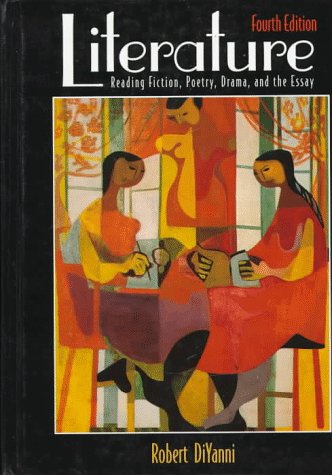 Fourth Edition
Literature
Reading Fiction, Poetry, Drama, and the Essay
Robert DiYanni